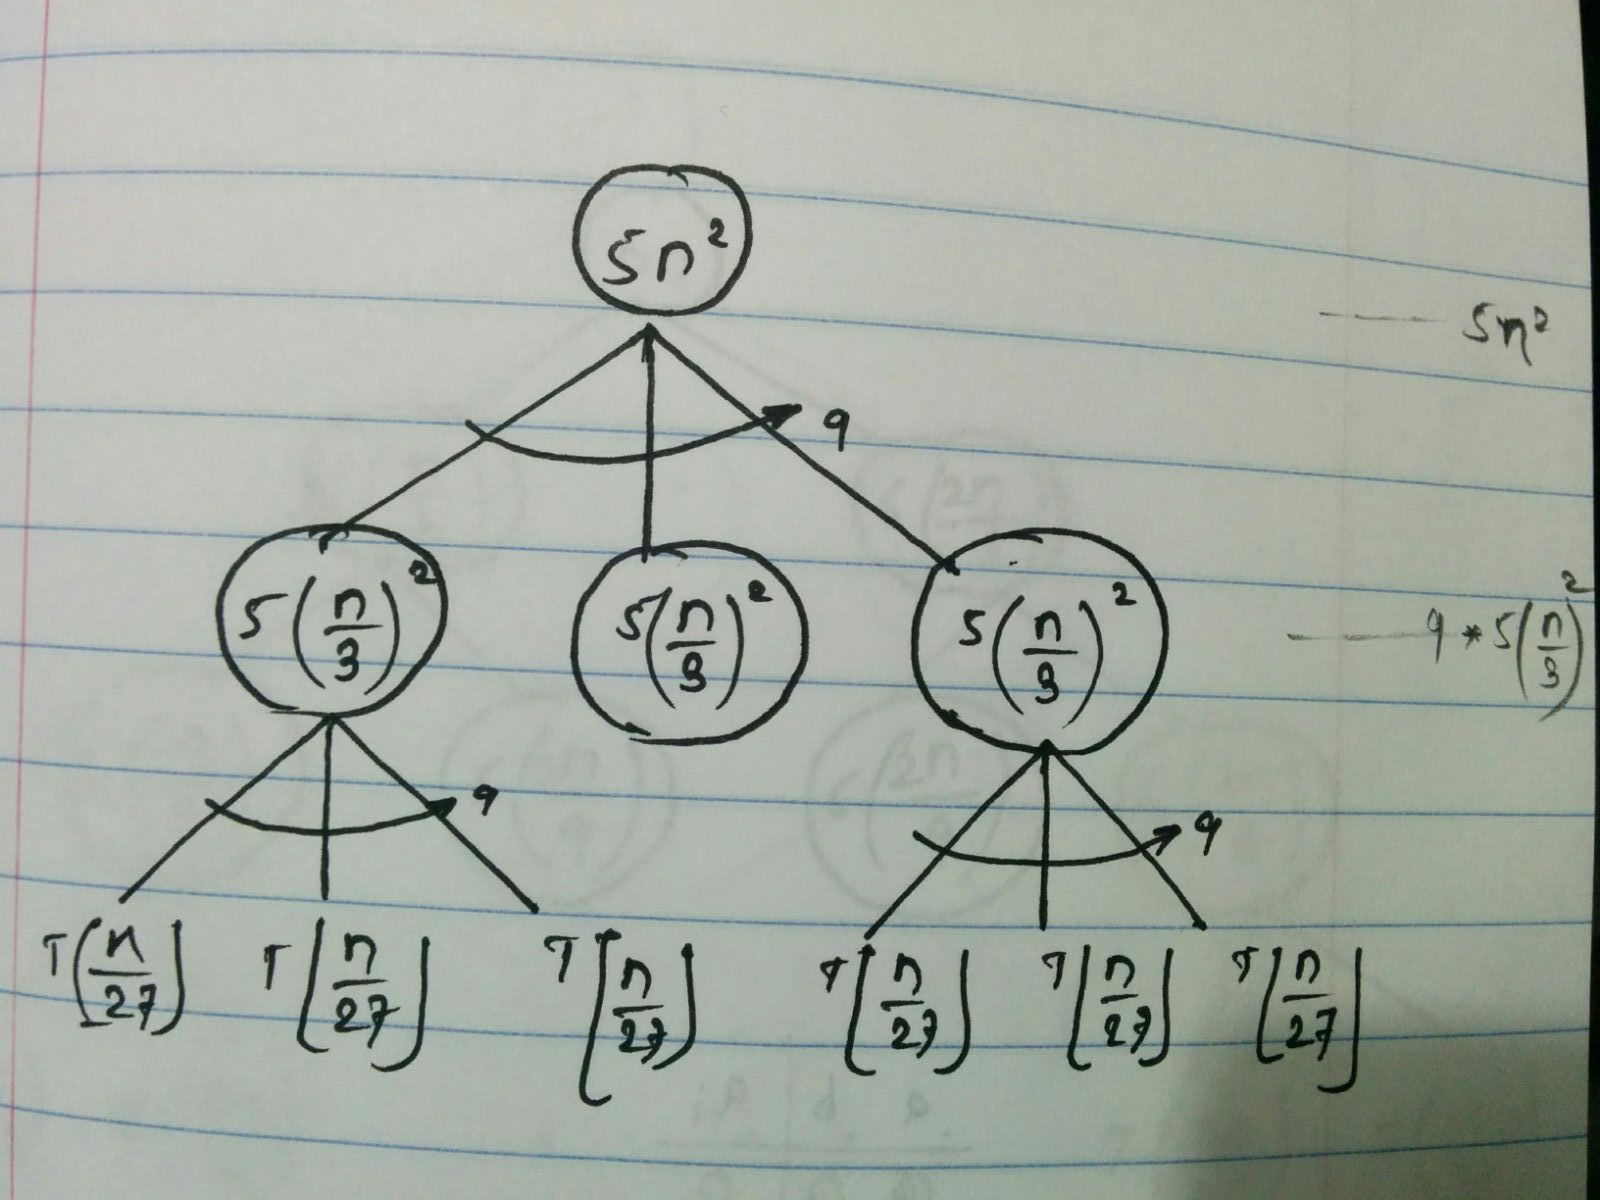 5n²
5n²
9
5(n/3)² 5(n/3)² 5(n/3)² 9 * 5(n/3)²
9 9
T(n/27) T⌊n/27⌋ T⌊n/27⌋ T⌊n/27⌋ T⌊n/27⌋ T⌊n/27⌋